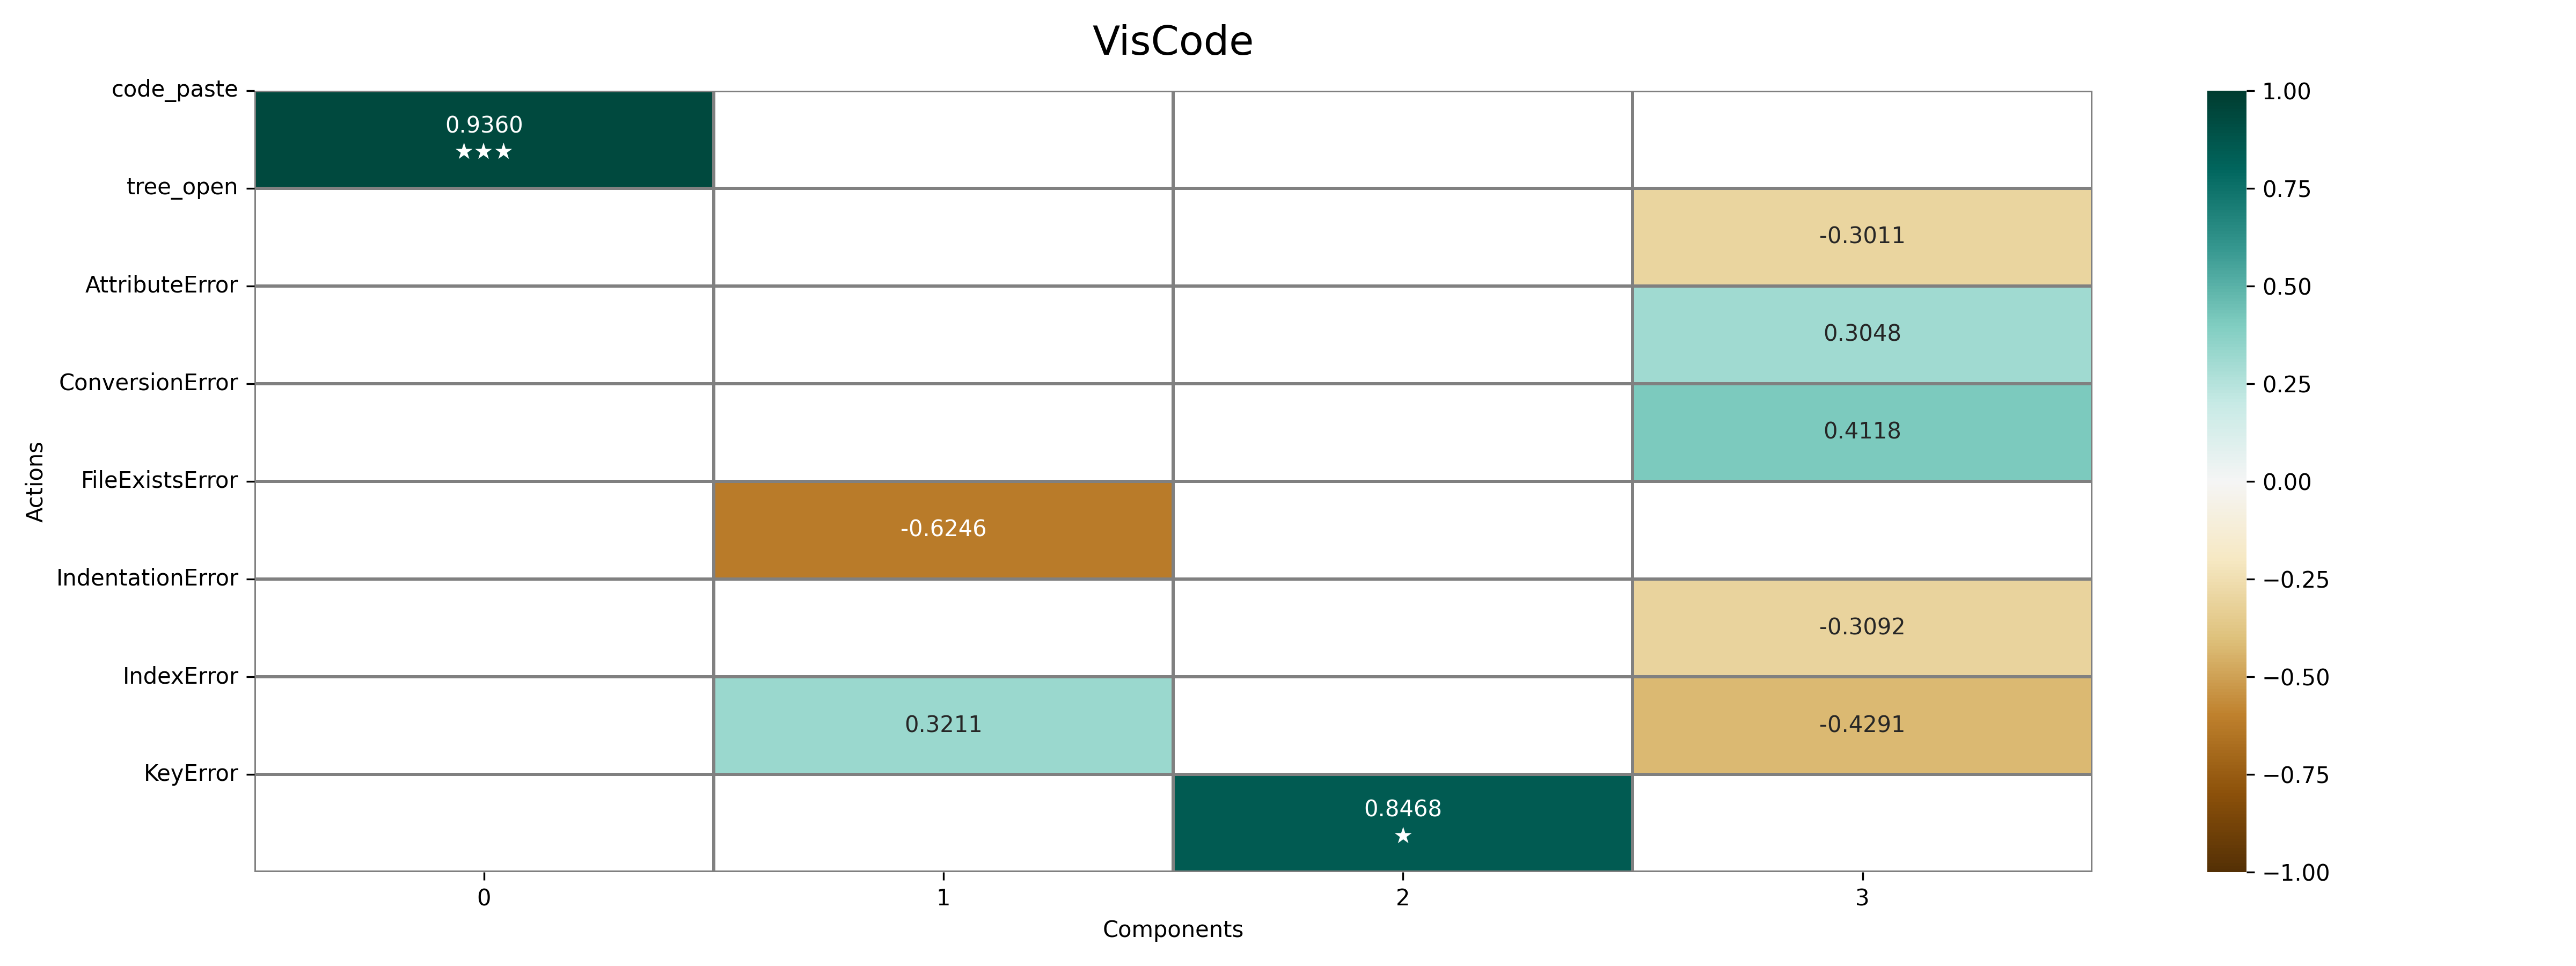 VisCode
code_paste
0.9360
★★★
1.00
tree_open
0.75
-0.3011
AttributeError
0.50
0.3048
ConversionError
0.25
0.4118
Actions
FileExistsError
0.00
-0.6246
IndentationError
−0.25
-0.3092
IndexError
−0.50
0.3211
-0.4291
KeyError
−0.75
0.8468
★
−1.00
0 1 2 3
Components